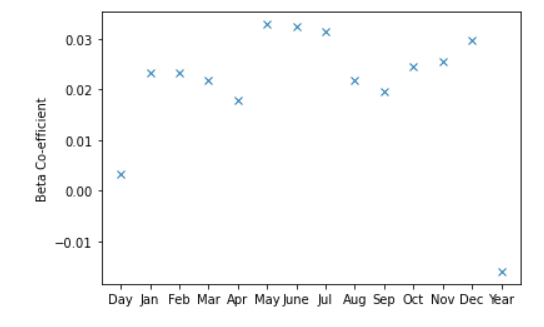 Beta Co-efficient
0.03
0.02
0.01
0.00
−0.01
Day Jan Feb Mar Apr May June Jul Aug Sep Oct Nov Dec Year